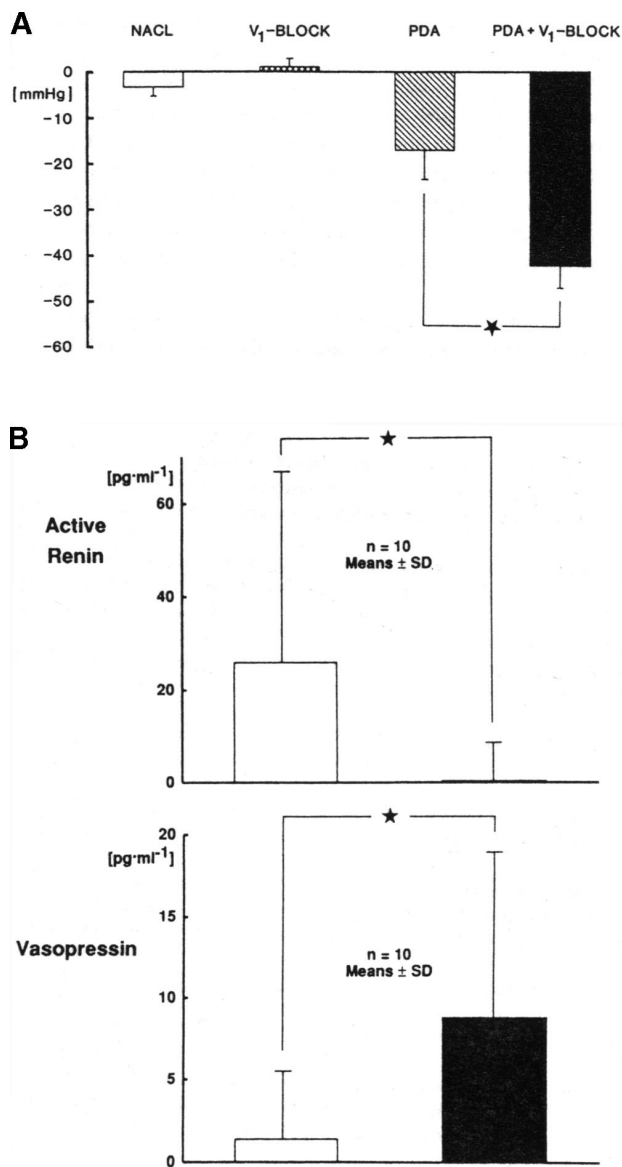 A
NACL V₁-BLOCK PDA PDA + V₁-BLOCK
0
[mmHg]
-10
-20
-30
-40
-50
-60
B
[pg·ml⁻¹]
60
Active
Renin
n = 10
Means ± SD
40
20
0
20
[pg·ml⁻¹]
15
Vasopressin
n = 10
Means ± SD
10
5
0